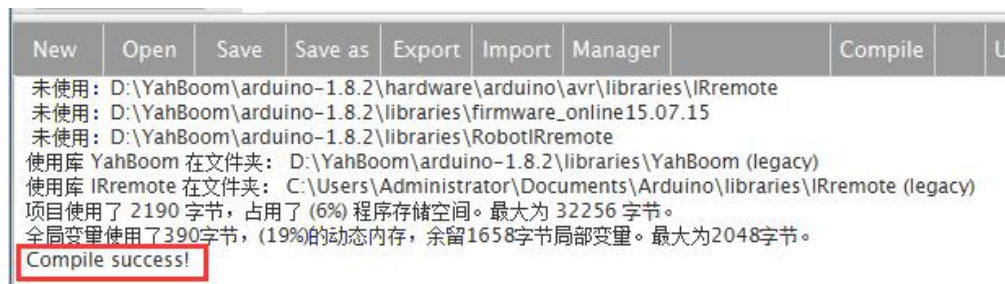 New Open Save Save as Export Import Manager Compile U
未使用: D:\YahBoom\arduino-1.8.2\hardware\arduino\avr\libraries\IRremote
未使用: D:\YahBoom\arduino-1.8.2\libraries\firmware_online15.07.15
未使用: D:\YahBoom\arduino-1.8.2\libraries\RobotIRremote
使用库 YahBoom 在文件夹: D:\YahBoom\arduino-1.8.2\libraries\YahBoom (legacy)
使用库 IRremote 在文件夹: C:\Users\Administrator\Documents\Arduino\libraries\IRremote (legacy)
项目使用了 2190 字节，占用了 (6%) 程序存储空间。最大为 32256 字节。
全局变量使用了390字节，(19%)的动态内存，余留1658字节局部变量。最大为2048字节。
Compile success!